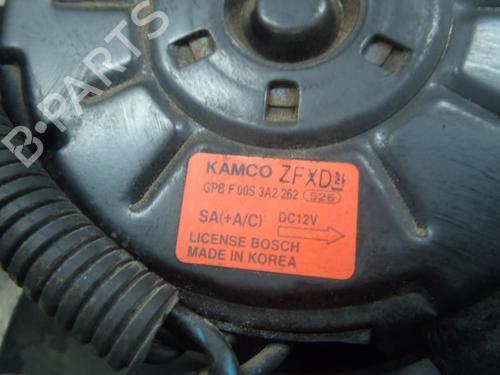 B-PARTS
KAMCO ZFXD
GPB F 00S 3A2 262 526
SA(+A/C) DC12V
LICENSE BOSCH
MADE IN KOREA